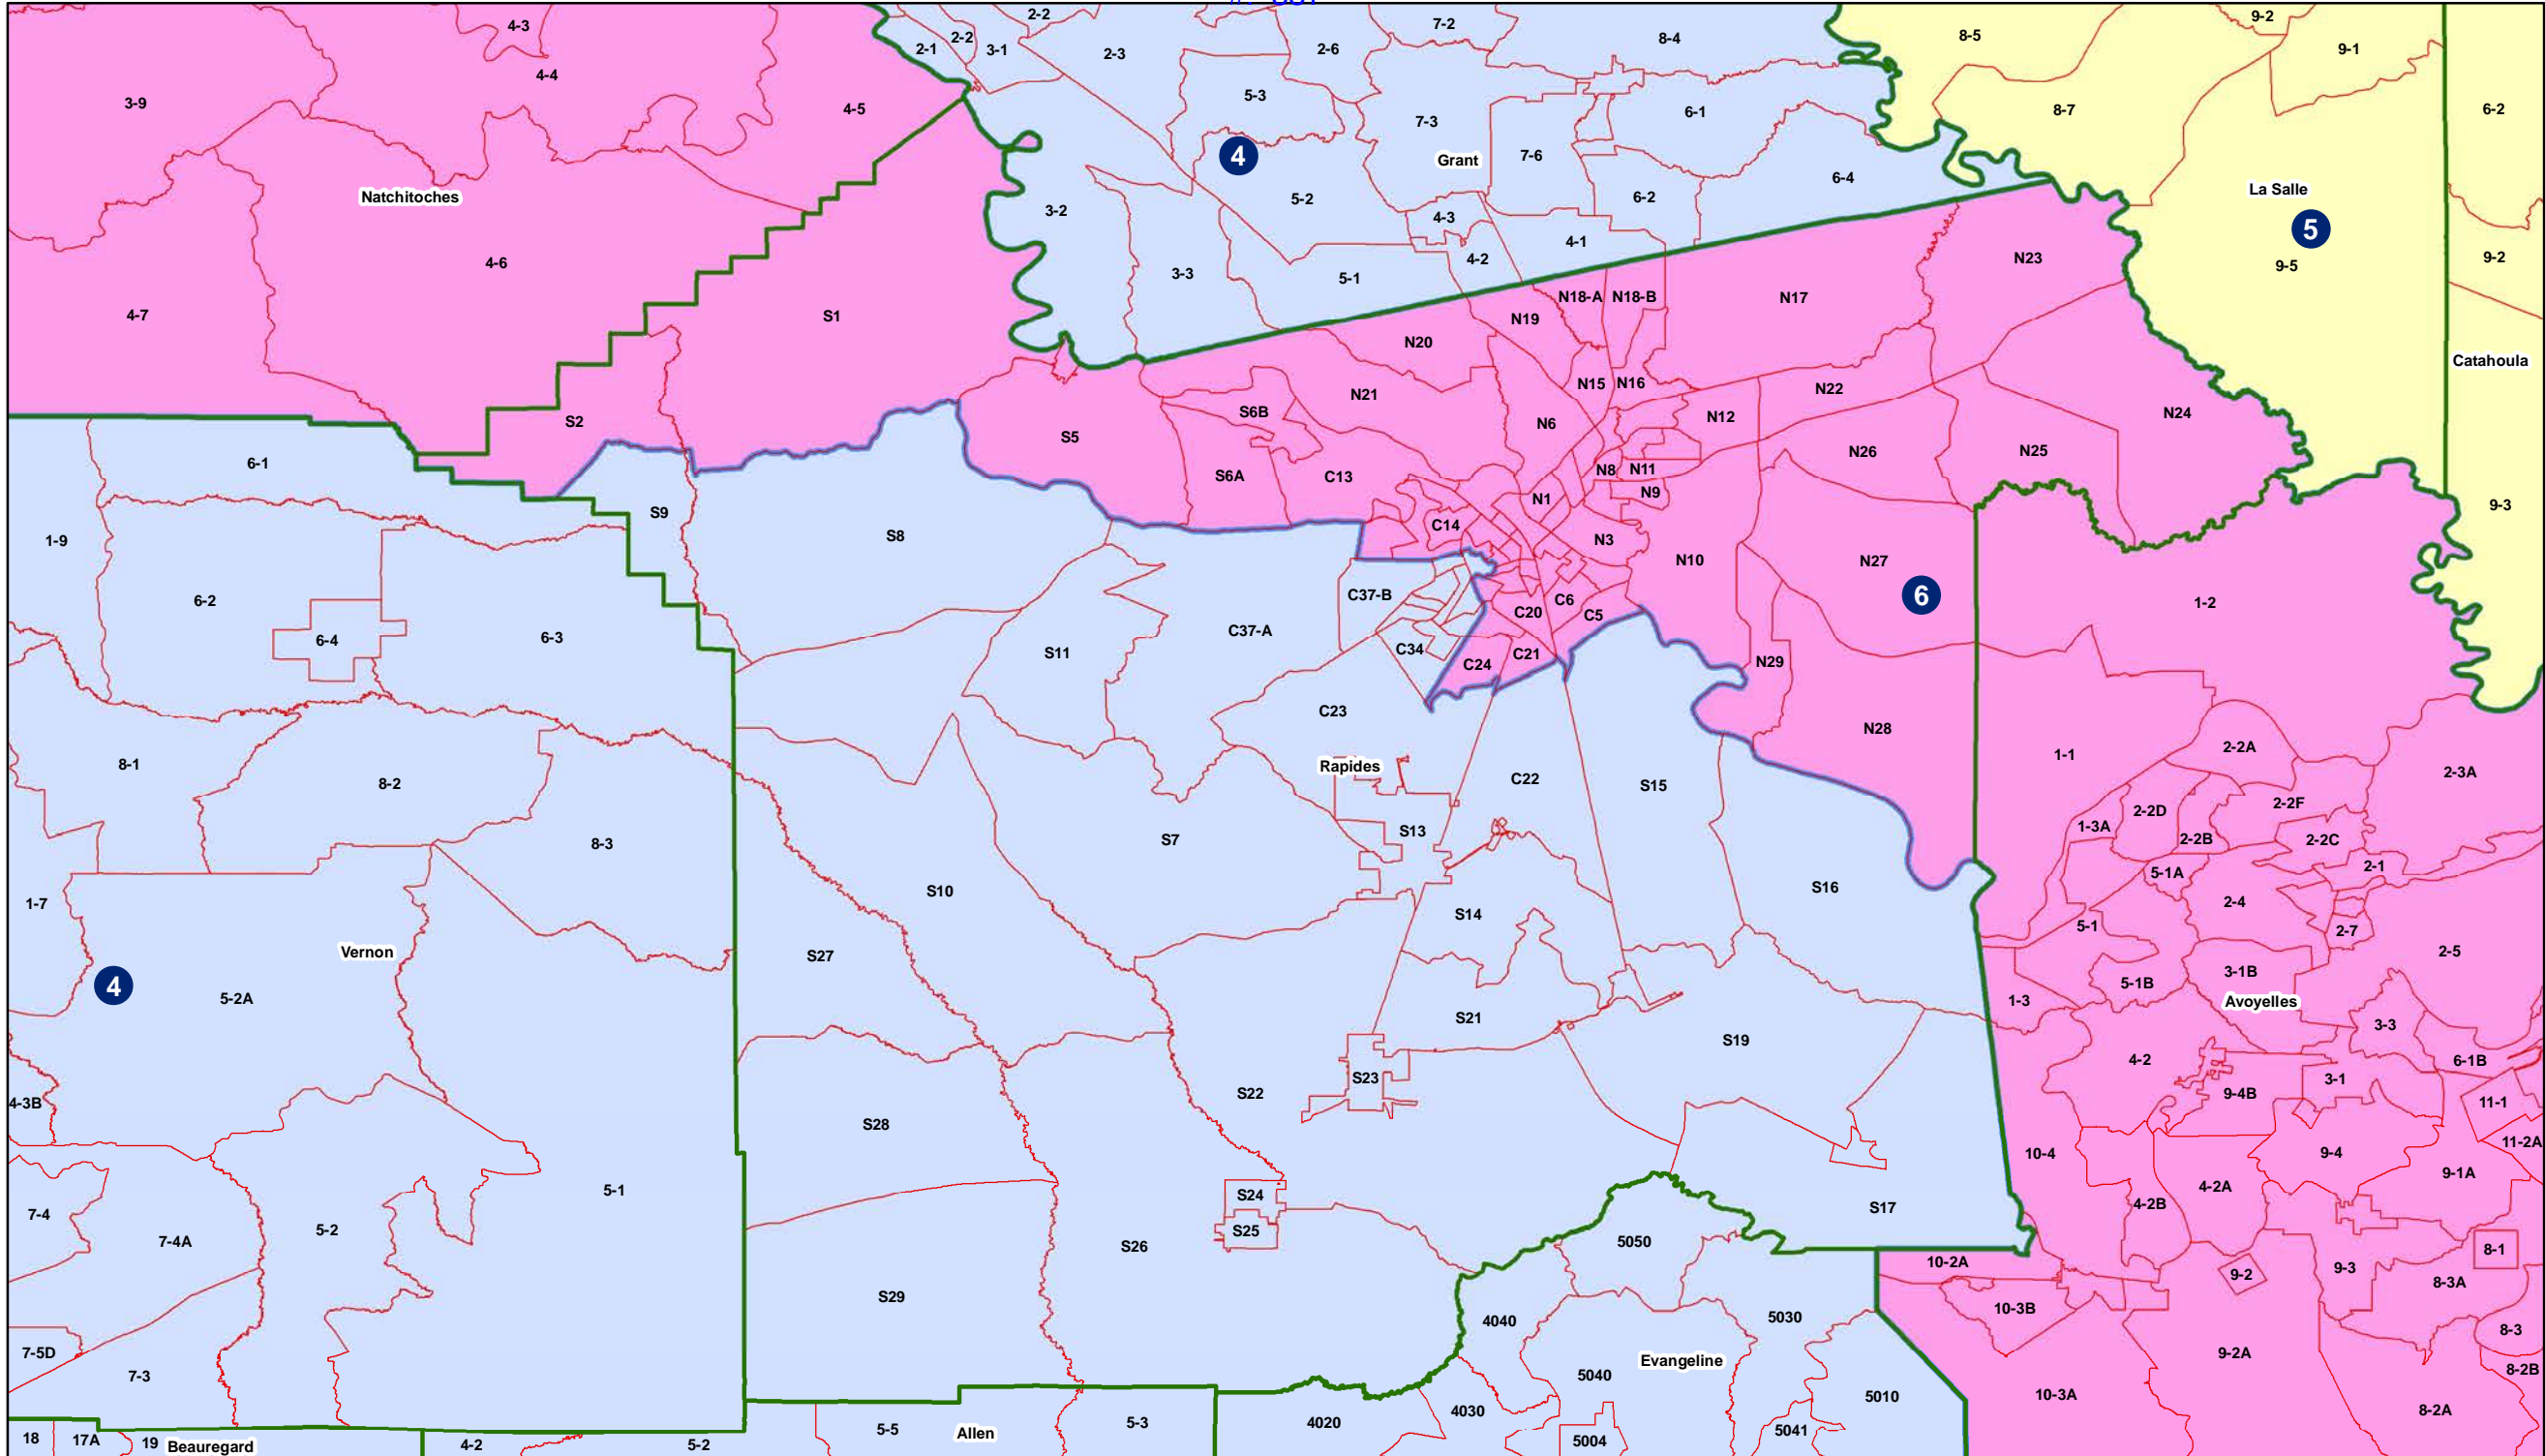 4-3
2-2
7-2
9-2
2-1
2-2
3-1
2-3
2-6
8-4
8-5
9-1
4-4
3-9
4-5
5-3
7-3
6-1
8-7
6-2
4
Grant
7-6
Natchitoches
3-2
5-2
4-3
6-2
6-4
La Salle
5
4-6
3-3
5-1
4-2
4-1
N23
9-5
9-2
4-7
S1
N18-A
N18-B
N17
N19
N20
Catahoula
S2
S5
S6B
N21
N15
N16
N22
N6
N12
N24
6-1
S6A
C13
N8
N11
N26
N25
N1
N9
1-9
S9
S8
C14
N3
N10
N27
9-3
6-2
6-4
6-3
S11
C37-A
C37-B
C6
C20
C5
6
1-2
C34
C24
C21
N29
8-1
8-2
C23
Rapides
C22
S15
N28
1-1
2-2A
2-3A
8-3
S7
S13
1-3A
2-2D
2-2B
2-2F
2-2C
2-1
1-7
S10
S14
S16
5-1A
2-4
5-1
2-7
2-5
Vernon
4
5-2A
S27
S21
1-3
5-1B
3-1B
Avoyelles
3-3
4-3B
S28
S22
S23
S19
4-2
9-4B
3-1
6-1B
11-1
11-2A
7-4
7-4A
5-2
5-1
S24
S25
S26
S17
10-4
4-2B
4-2A
9-4
9-1A
5050
8-1
10-2A
9-2
9-3
8-3A
S29
4040
5030
10-3B
8-3
7-5D
7-3
5040
Evangeline
5010
10-3A
9-2A
8-2B
8-2A
18
17A
19
Beauregard
4-2
5-2
5-5
Allen
5-3
4020
4030
5004
5041